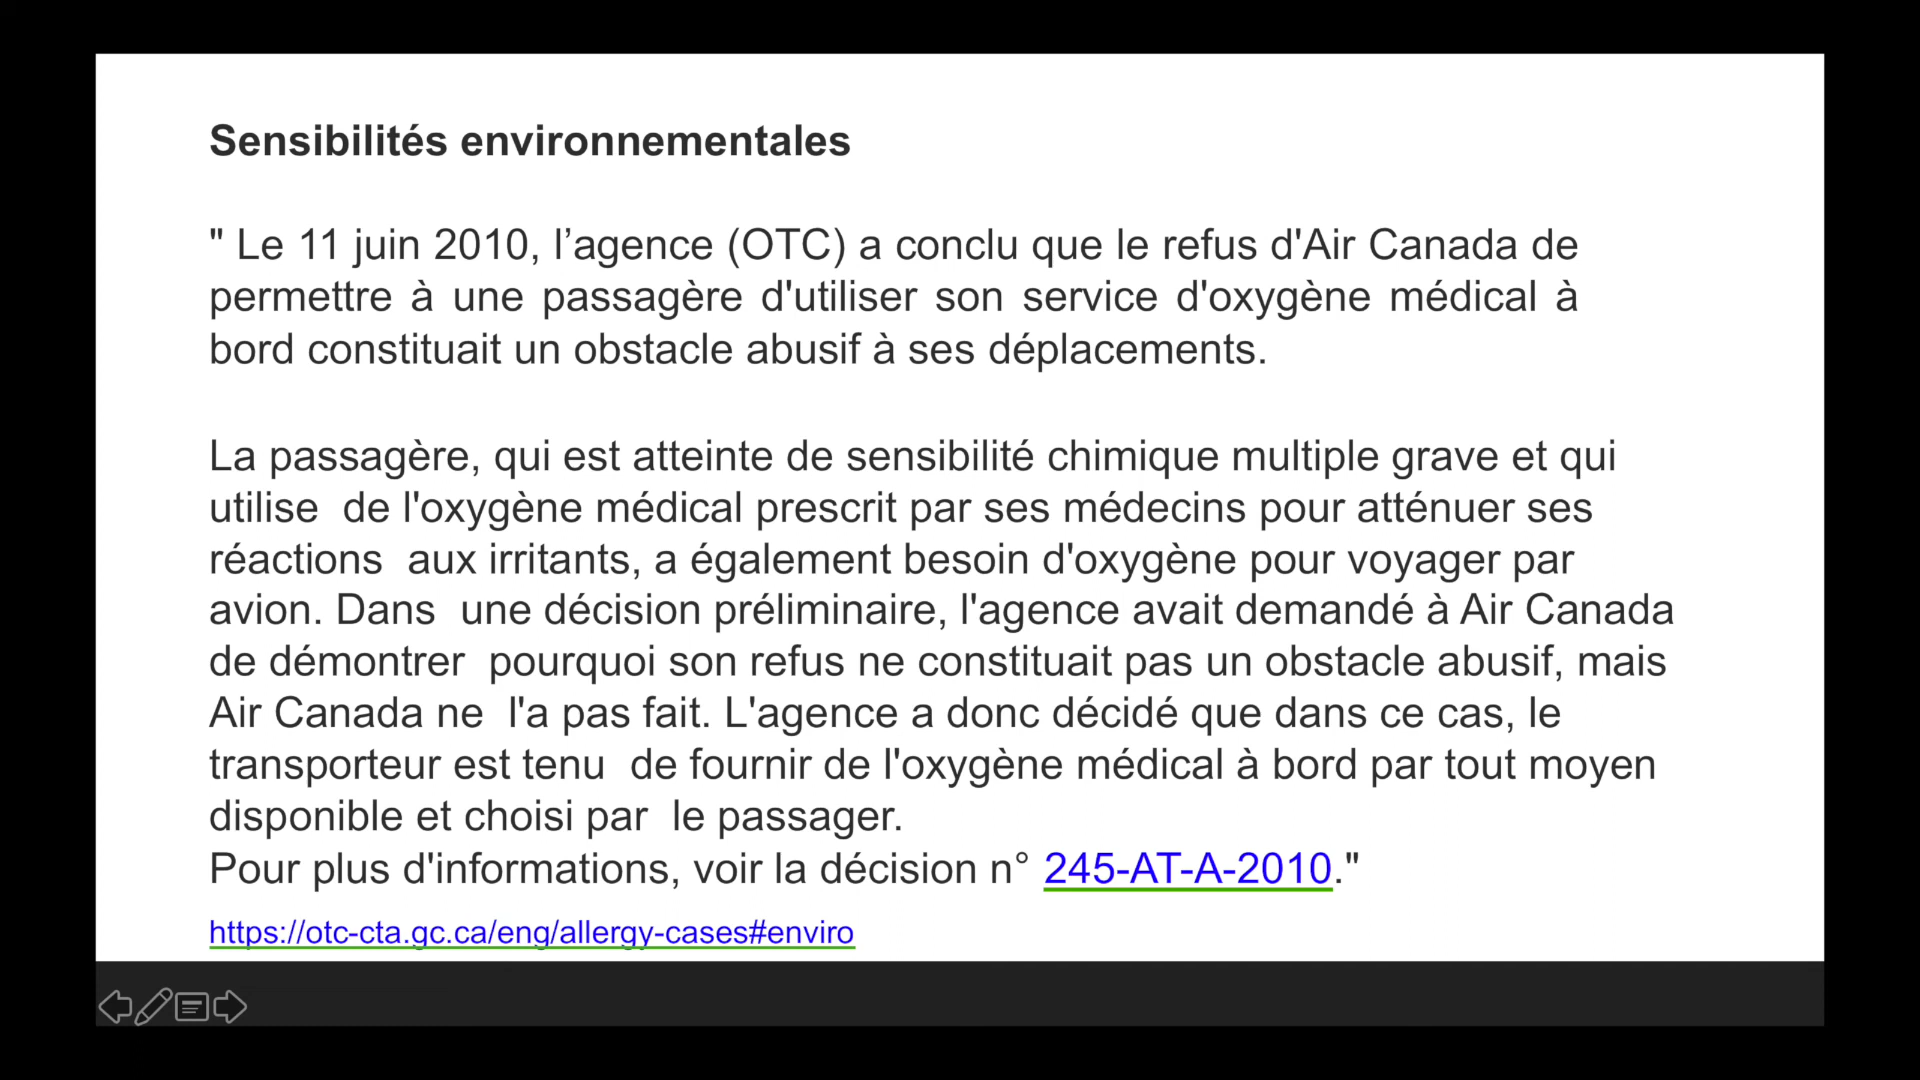 Sensibilités environnementales
" Le 11 juin 2010, l’agence (OTC) a conclu que le refus d'Air Canada de
permettre à une passagère d'utiliser son service d'oxygène médical à
bord constituait un obstacle abusif à ses déplacements.
La passagère, qui est atteinte de sensibilité chimique multiple grave et qui
utilise  de l'oxygène médical prescrit par ses médecins pour atténuer ses
réactions  aux irritants, a également besoin d'oxygène pour voyager par
avion. Dans  une décision préliminaire, l'agence avait demandé à Air Canada
de démontrer  pourquoi son refus ne constituait pas un obstacle abusif, mais
Air Canada ne  l'a pas fait. L'agence a donc décidé que dans ce cas, le
transporteur est tenu  de fournir de l'oxygène médical à bord par tout moyen
disponible et choisi par  le passager.
Pour plus d'informations, voir la décision n° 245-AT-A-2010."
https://otc-cta.gc.ca/eng/allergy-cases#enviro